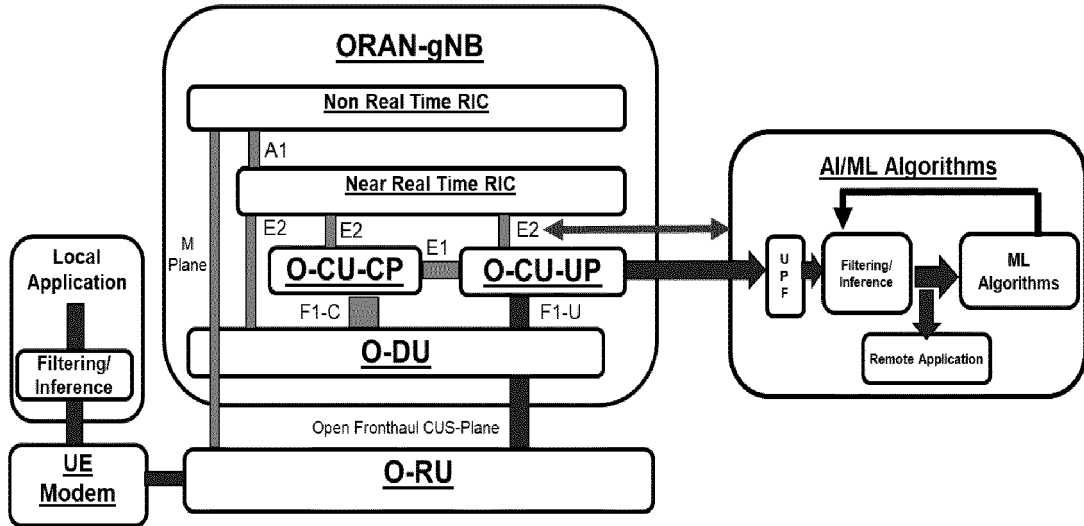 ORAN-gNB
Non Real Time RIC
A1
Near Real Time RIC
M
Plane
E2
E2
E1
E2
O-CU-CP
O-CU-UP
F1-C
F1-U
O-DU
Open Fronthaul CUS-Plane
O-RU
Local
Application
Filtering/
Inference
UE
Modem
AI/ML Algorithms
U
P
F
Filtering/
Inference
ML
Algorithms
Remote Application